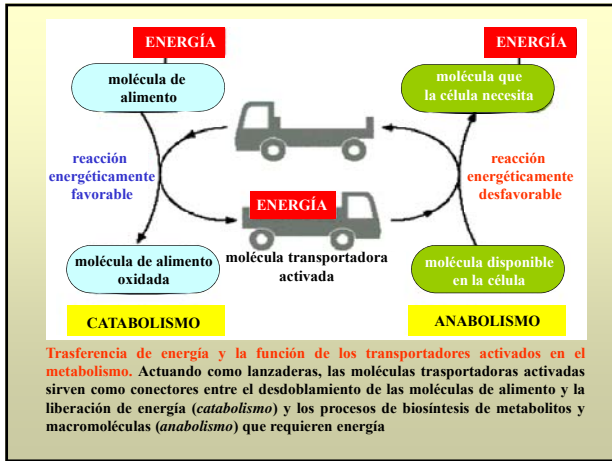 ENERGÍA
ENERGÍA
molécula de
alimento
molécula que
la célula necesita
reacción
energéticamente
favorable
reacción
energéticamente
desfavorable
ENERGÍA
molécula transportadora
activada
molécula de alimento
oxidada
molécula disponible
en la célula
CATABOLISMO
ANABOLISMO
Trasferencia de energía y la función de los transportadores activados en el
metabolismo. Actuando como lanzaderas, las moléculas trasportadoras activadas
sirven como conectores entre el desdoblamiento de las moléculas de alimento y la
liberación de energía (catabolismo) y los procesos de biosíntesis de metabolitos y
macromoléculas (anabolismo) que requieren energía